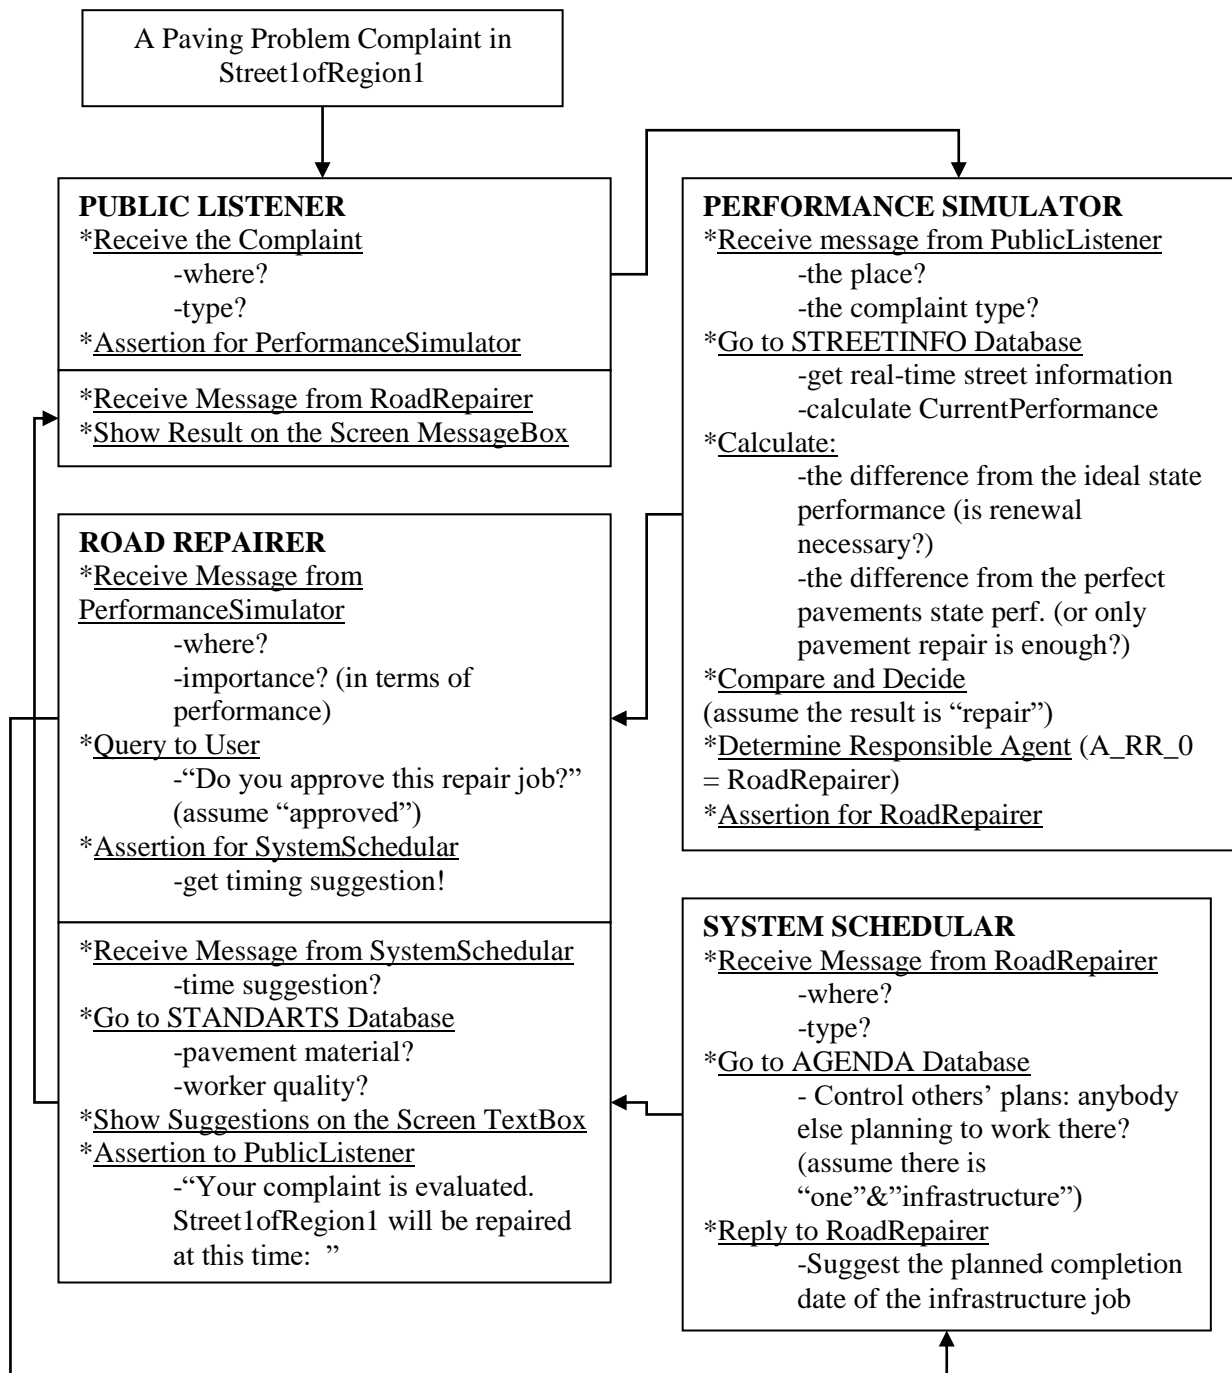 A Paving Problem Complaint in
Street1ofRegion1
PUBLIC LISTENER
*Receive the Complaint
-where?
-type?
*Assertion for PerformanceSimulator
*Receive Message from RoadRepairer
*Show Result on the Screen MessageBox
PERFORMANCE SIMULATOR
*Receive message from PublicListener
-the place?
-the complaint type?
*Go to STREETINFO Database
-get real-time street information
-calculate CurrentPerformance
*Calculate:
-the difference from the ideal state
performance (is renewal
necessary?)
-the difference from the perfect
pavements state perf. (or only
pavement repair is enough?)
*Compare and Decide
(assume the result is “repair”)
*Determine Responsible Agent (A_RR_0
= RoadRepairer)
*Assertion for RoadRepairer
ROAD REPAIRER
*Receive Message from
PerformanceSimulator
-where?
-importance? (in terms of
performance)
*Query to User
-“Do you approve this repair job?”
(assume “approved”)
*Assertion for SystemSchedular
-get timing suggestion!
*Receive Message from SystemSchedular
-time suggestion?
*Go to STANDARTS Database
-pavement material?
-worker quality?
*Show Suggestions on the Screen TextBox
*Assertion to PublicListener
-“Your complaint is evaluated.
Street1ofRegion1 will be repaired
at this time:  ”
SYSTEM SCHEDULAR
*Receive Message from RoadRepairer
-where?
-type?
*Go to AGENDA Database
- Control others’ plans: anybody
else planning to work there?
(assume there is
“one”&”infrastructure”)
*Reply to RoadRepairer
-Suggest the planned completion
date of the infrastructure job